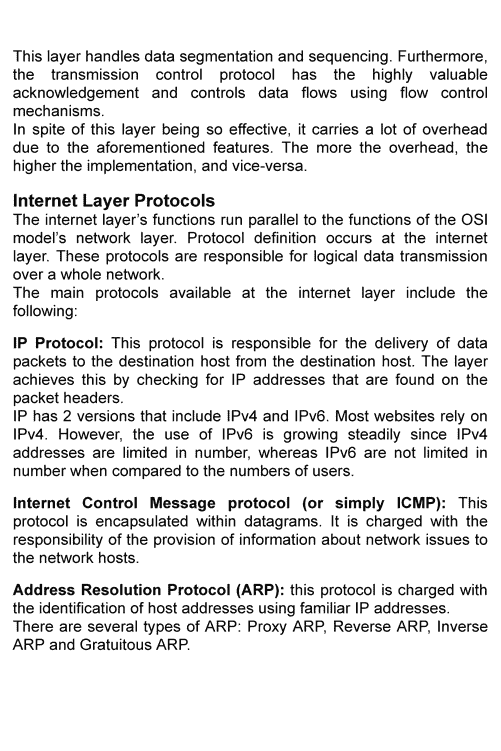 This layer handles data segmentation and sequencing. Furthermore,
the transmission control protocol has the highly valuable
acknowledgement and controls data flows using flow control
mechanisms.
In spite of this layer being so effective, it carries a lot of overhead
due to the aforementioned features. The more the overhead, the
higher the implementation, and vice-versa.
Internet Layer Protocols
The internet layer’s functions run parallel to the functions of the OSI
model’s network layer. Protocol definition occurs at the internet
layer. These protocols are responsible for logical data transmission
over a whole network.
The main protocols available at the internet layer include the
following:
IP Protocol: This protocol is responsible for the delivery of data
packets to the destination host from the destination host. The layer
achieves this by checking for IP addresses that are found on the
packet headers.
IP has 2 versions that include IPv4 and IPv6. Most websites rely on
IPv4. However, the use of IPv6 is growing steadily since IPv4
addresses are limited in number, whereas IPv6 are not limited in
number when compared to the numbers of users.
Internet Control Message protocol (or simply ICMP): This
protocol is encapsulated within datagrams. It is charged with the
responsibility of the provision of information about network issues to
the network hosts.
Address Resolution Protocol (ARP): this protocol is charged with
the identification of host addresses using familiar IP addresses.
There are several types of ARP: Proxy ARP, Reverse ARP, Inverse
ARP and Gratuitous ARP.